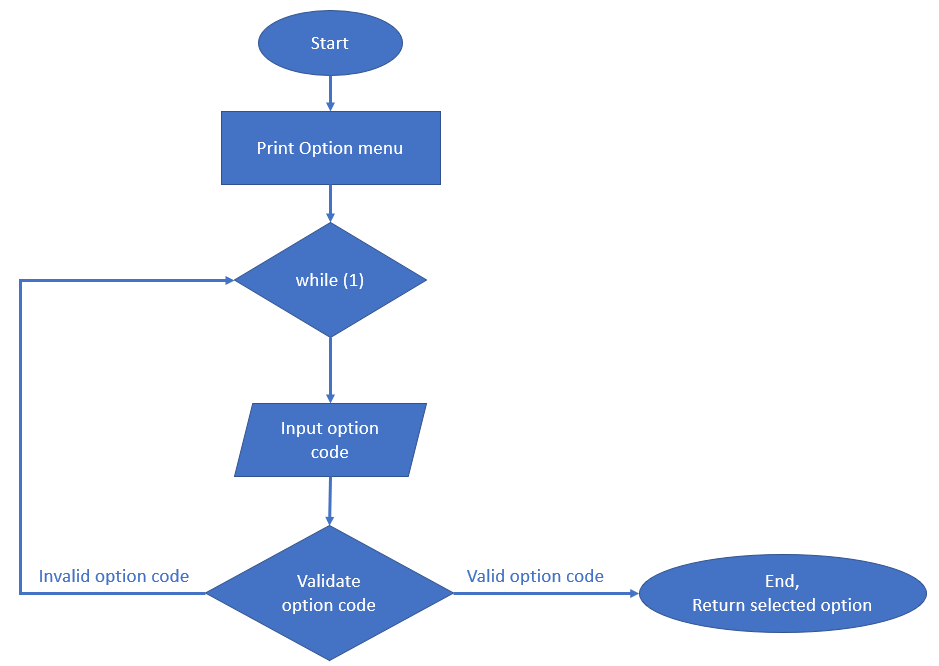 Start
Print Option menu
while (1)
Input option
code
Invalid option code
Validate
option code
Valid option code
End,
Return selected option